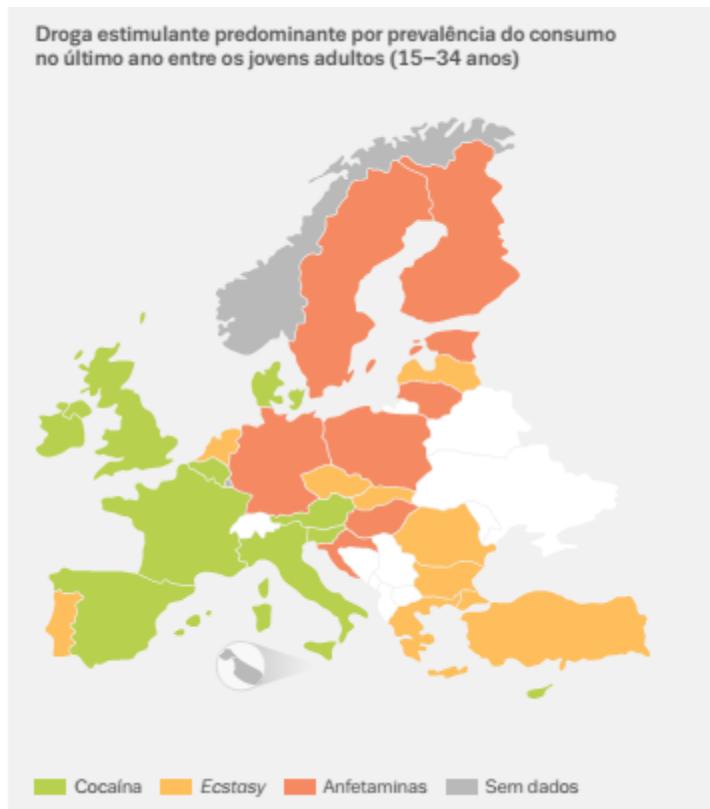 Droga estimulante predominante por prevalência do consumo
no último ano entre os jovens adultos (15–34 anos)
Cocaína
Ecstasy
Anfetaminas
Sem dados